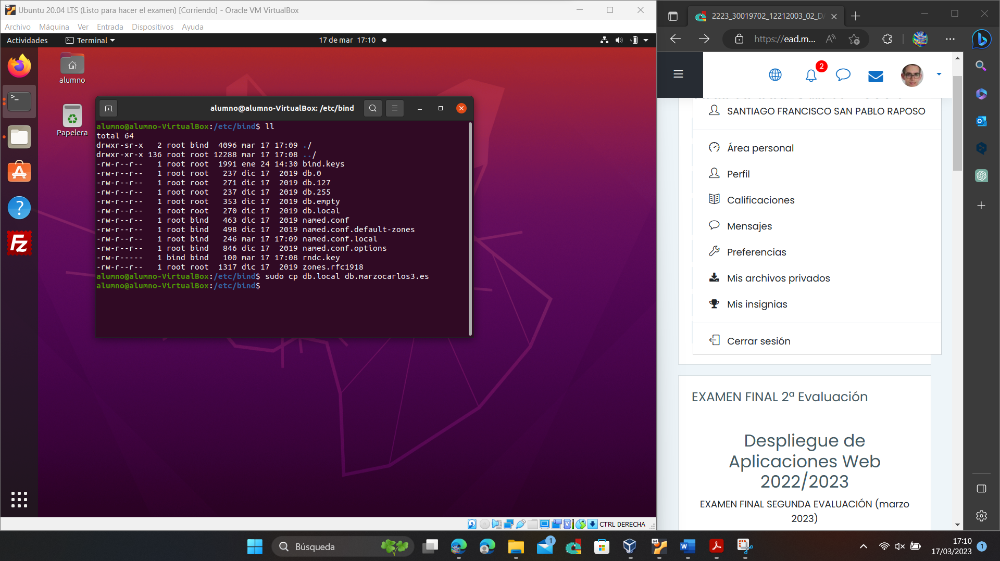 Ubuntu 20.04 LTS (Listo para hacer el examen) [Corriendo] - Oracle VM VirtualBox
Archivo Máquina Ver Entrada Dispositivos Ayuda
Actividades Terminal 17 de mar 17:10
alumno
Papelera
alumno@alumno-VirtualBox: /etc/bind
alumno@alumno-VirtualBox:/etc/bind$ ll
total 64
drwxr-sr-x 2 root bind 4096 mar 17 17:09 ./
drwxr-xr-x 136 root root 12288 mar 17 17:08 ../
-rw-r--r-- 1 root root 1991 ene 24 14:30 bind.keys
-rw-r--r-- 1 root root 237 dic 17 2019 db.0
-rw-r--r-- 1 root root 271 dic 17 2019 db.127
-rw-r--r-- 1 root root 237 dic 17 2019 db.255
-rw-r--r-- 1 root root 353 dic 17 2019 db.empty
-rw-r--r-- 1 root root 270 dic 17 2019 db.local
-rw-r--r-- 1 root bind 463 dic 17 2019 named.conf
-rw-r--r-- 1 root bind 498 dic 17 2019 named.conf.default-zones
-rw-r--r-- 1 root bind 246 mar 17 17:09 named.conf.local
-rw-r--r-- 1 root bind 846 dic 17 2019 named.conf.options
-rw-r----- 1 bind bind 100 mar 17 17:08 rndc.key
-rw-r--r-- 1 root root 1317 dic 17 2019 zones.rfc1918
alumno@alumno-VirtualBox:/etc/bind$ sudo cp db.local db.marzocarlos3.es
alumno@alumno-VirtualBox:/etc/bind$
CTRL DERECHA
2223_30019702_12212003_02_DA
https://ead.m...
2
SANTIAGO FRANCISCO SAN PABLO RAPOSO
Área personal
Perfil
Calificaciones
Mensajes
Preferencias
Mis archivos privados
Mis insignias
Cerrar sesión
EXAMEN FINAL 2ª Evaluación
Despliegue de
Aplicaciones Web
2022/2023
EXAMEN FINAL SEGUNDA EVALUACIÓN (marzo
2023)
Búsqueda
1
64
17:10
17/03/2023
1